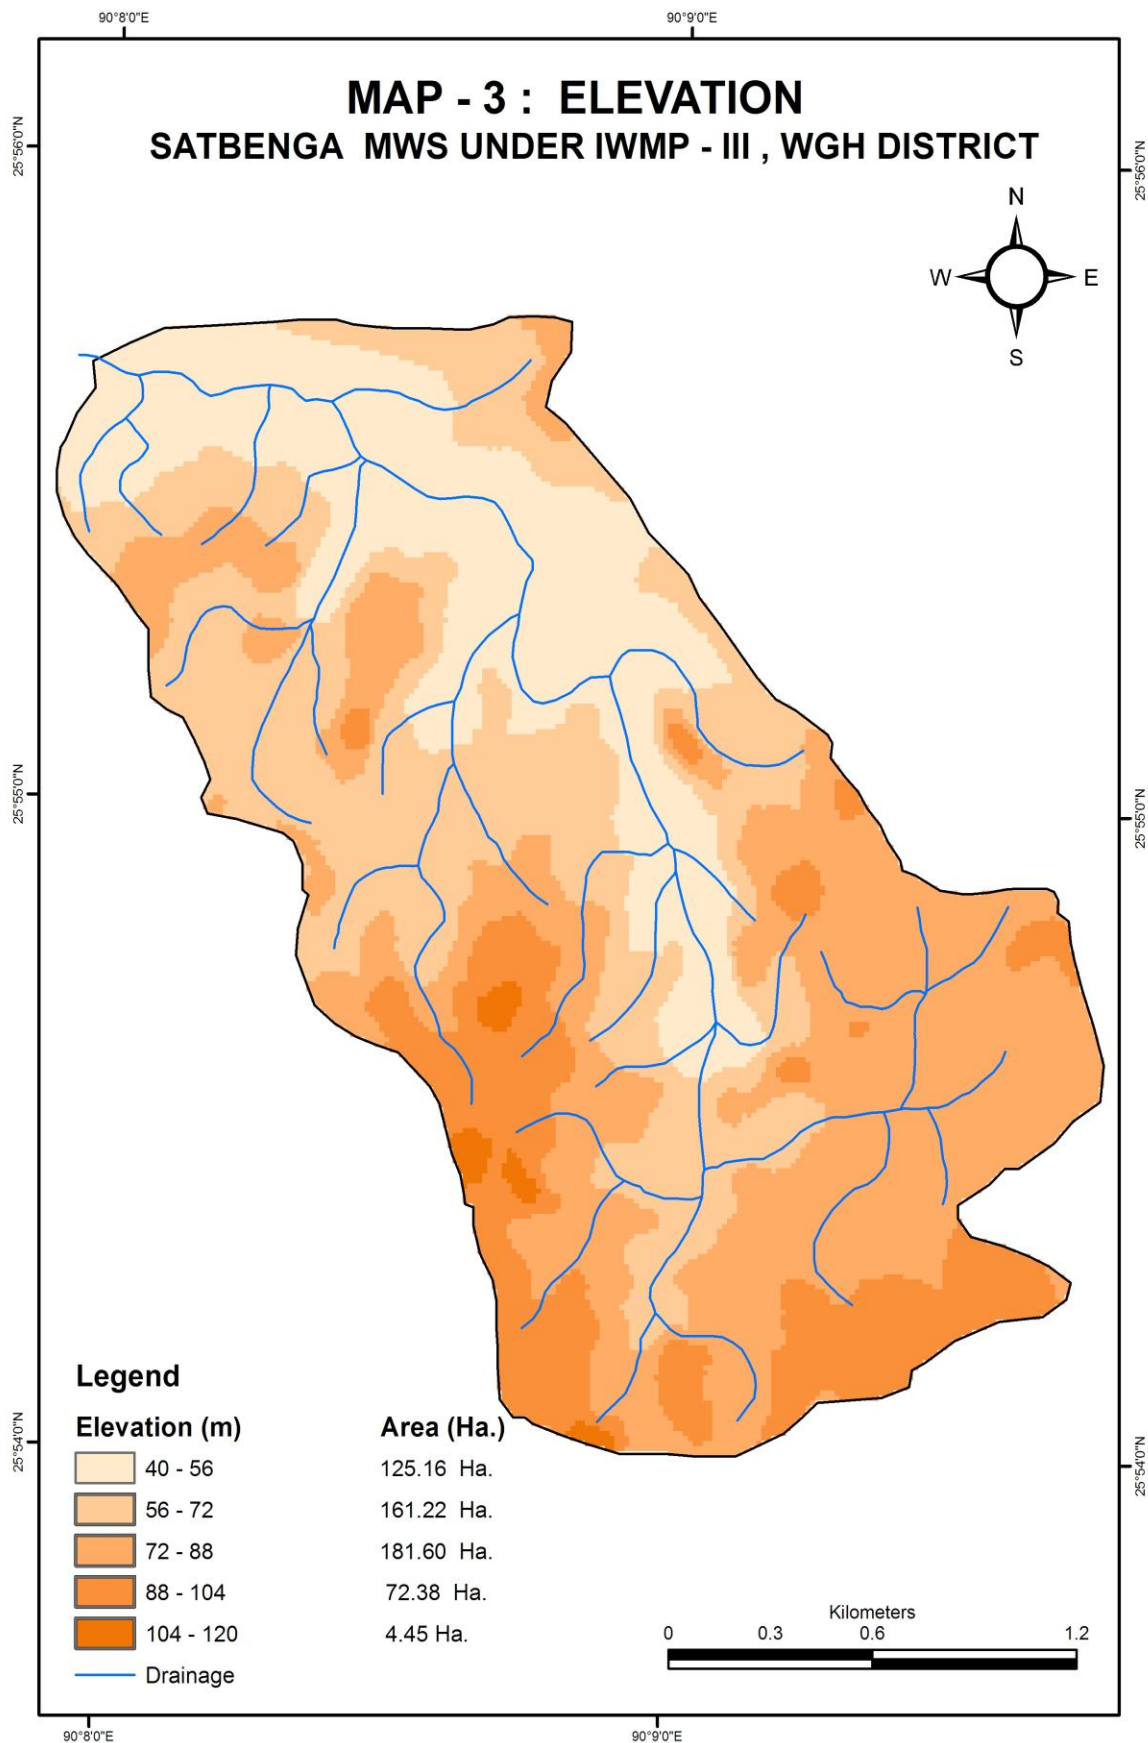 90°8'0"E 90°9'0"E
MAP - 3 : ELEVATION
SATBENGA MWS UNDER IWMP - III , WGH DISTRICT
25°56'0"N 25°56'0"N
N
W E
S
25°55'0"N 25°55'0"N
Legend
Elevation (m) Area (Ha.)
40 - 56 125.16 Ha.
56 - 72 161.22 Ha.
72 - 88 181.60 Ha.
88 - 104 72.38 Ha.
104 - 120 4.45 Ha.
Drainage
25°54'0"N 25°54'0"N
Kilometers
0 0.3 0.6 1.2
90°8'0"E 90°9'0"E